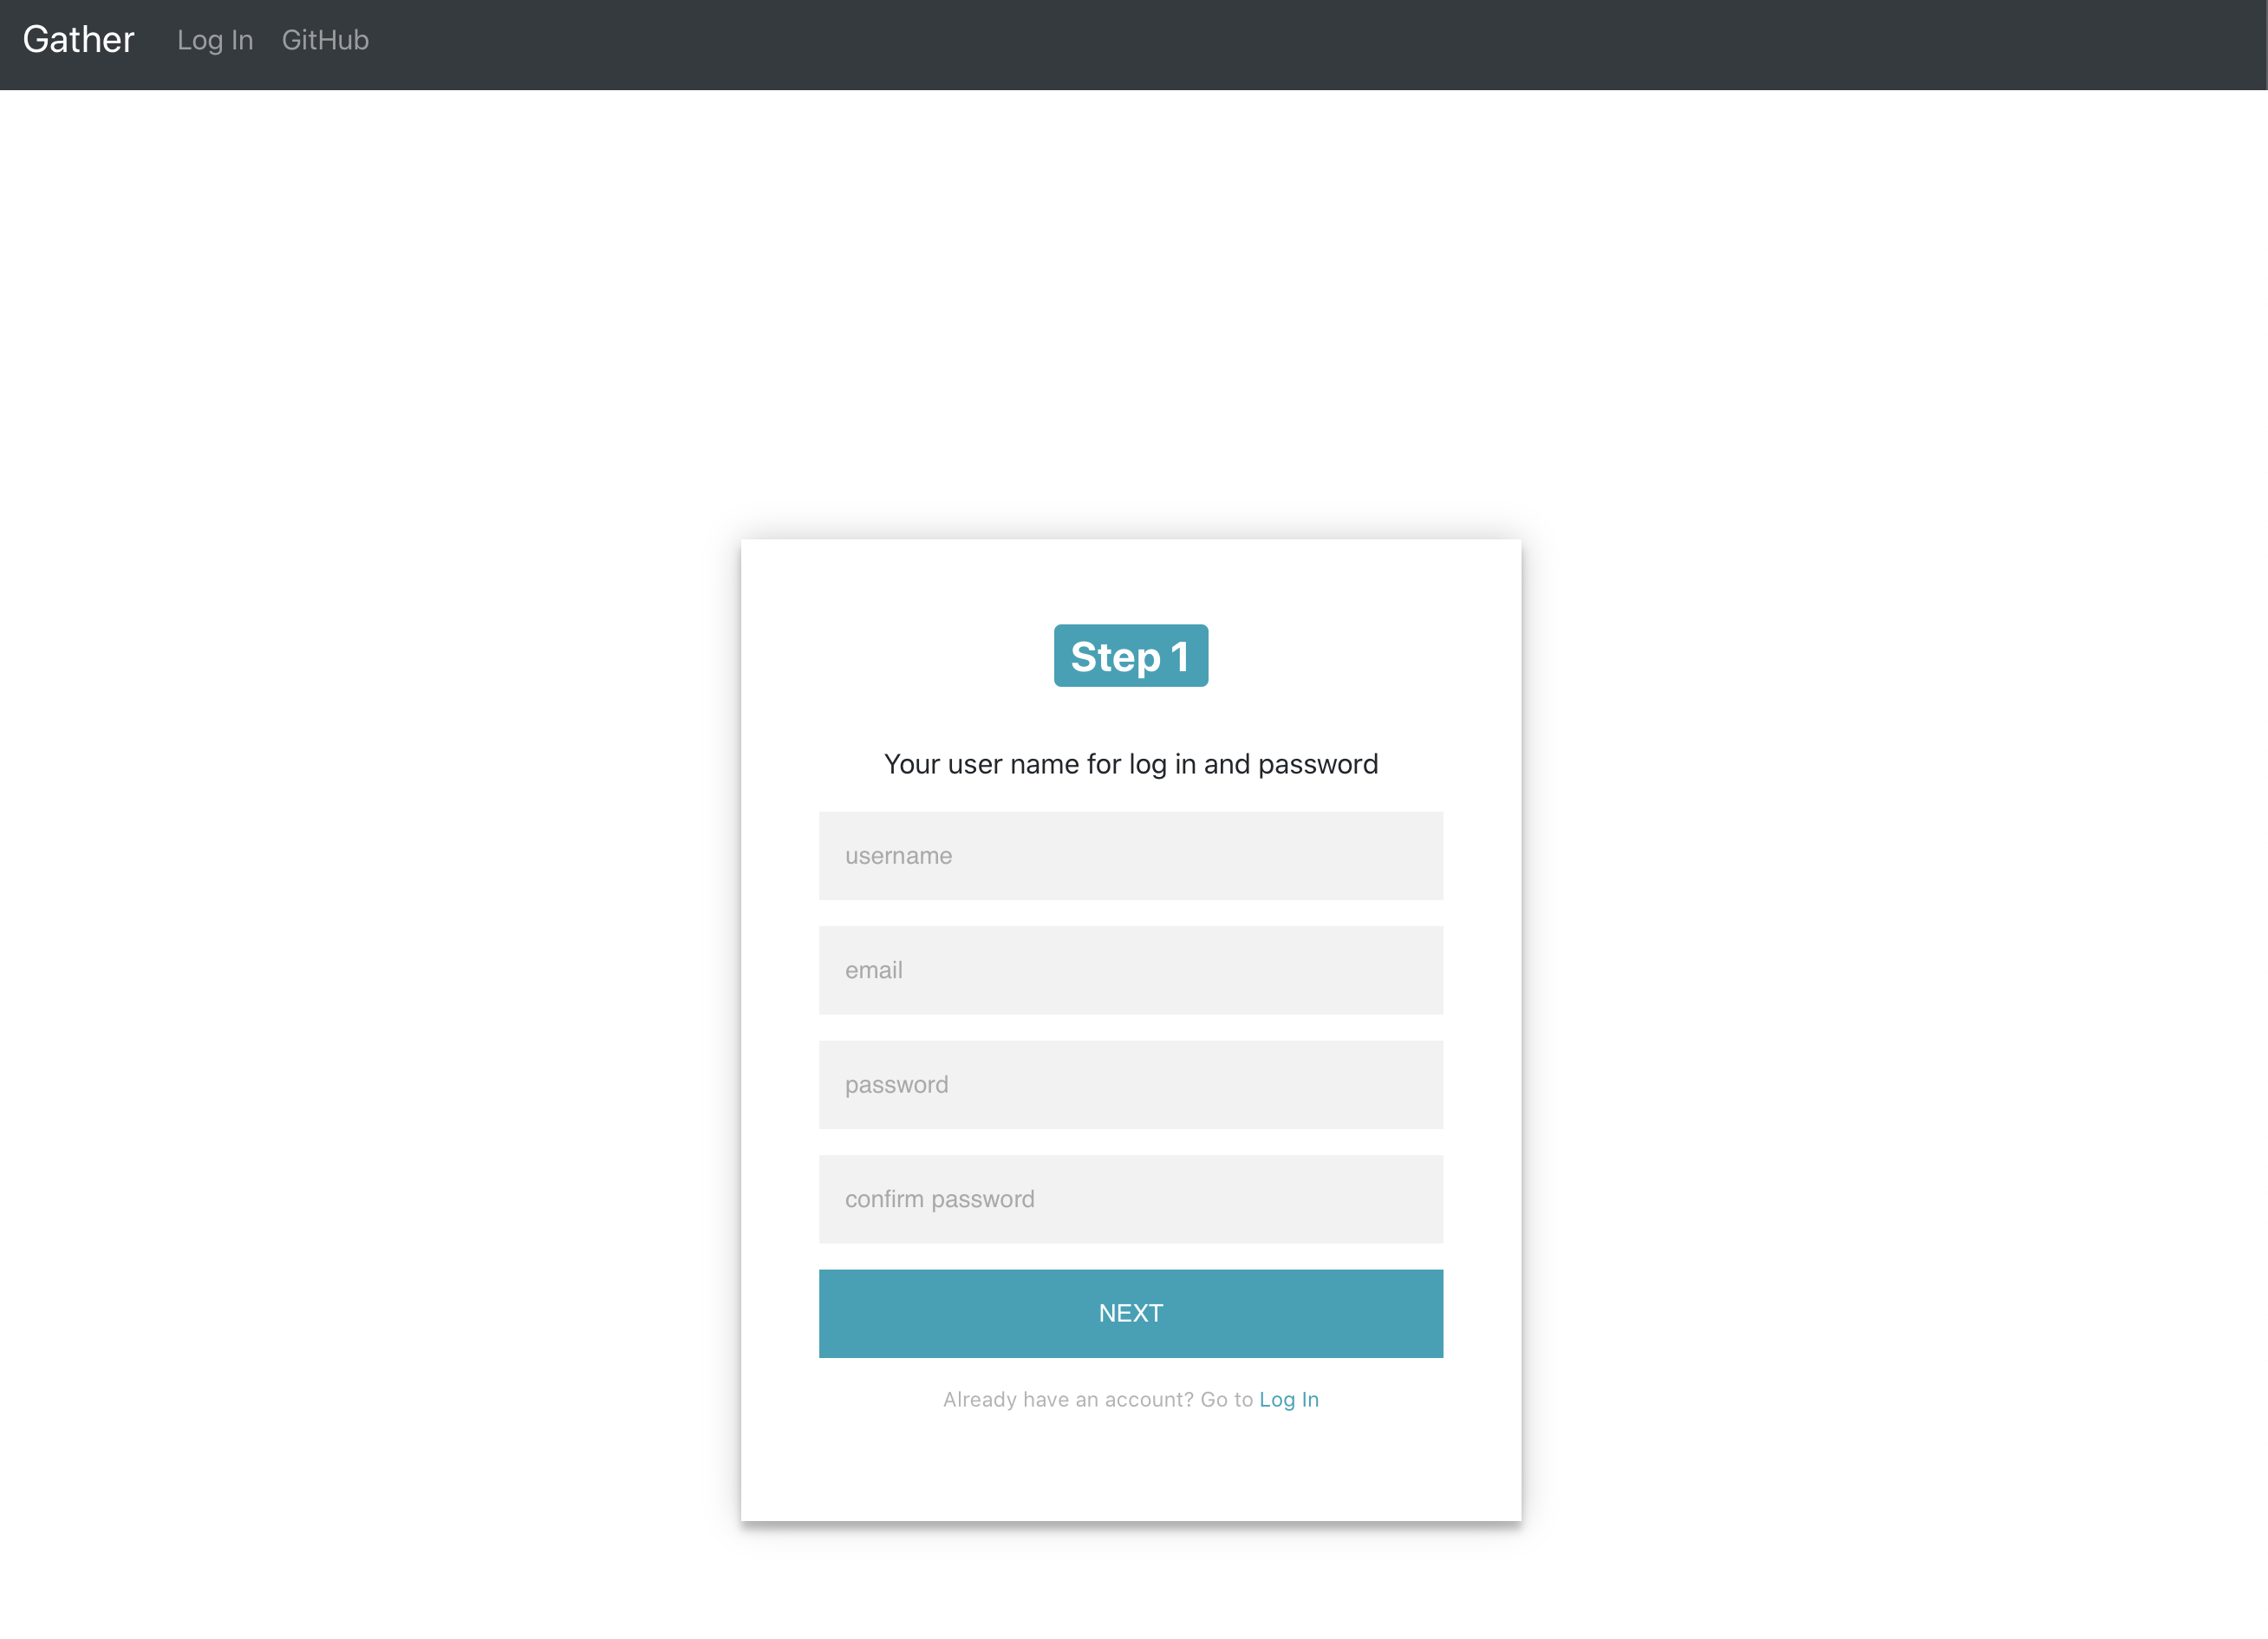 Gather Log In GitHub
Step 1
Your user name for log in and password
username
email
password
confirm password
NEXT
Already have an account? Go to Log In